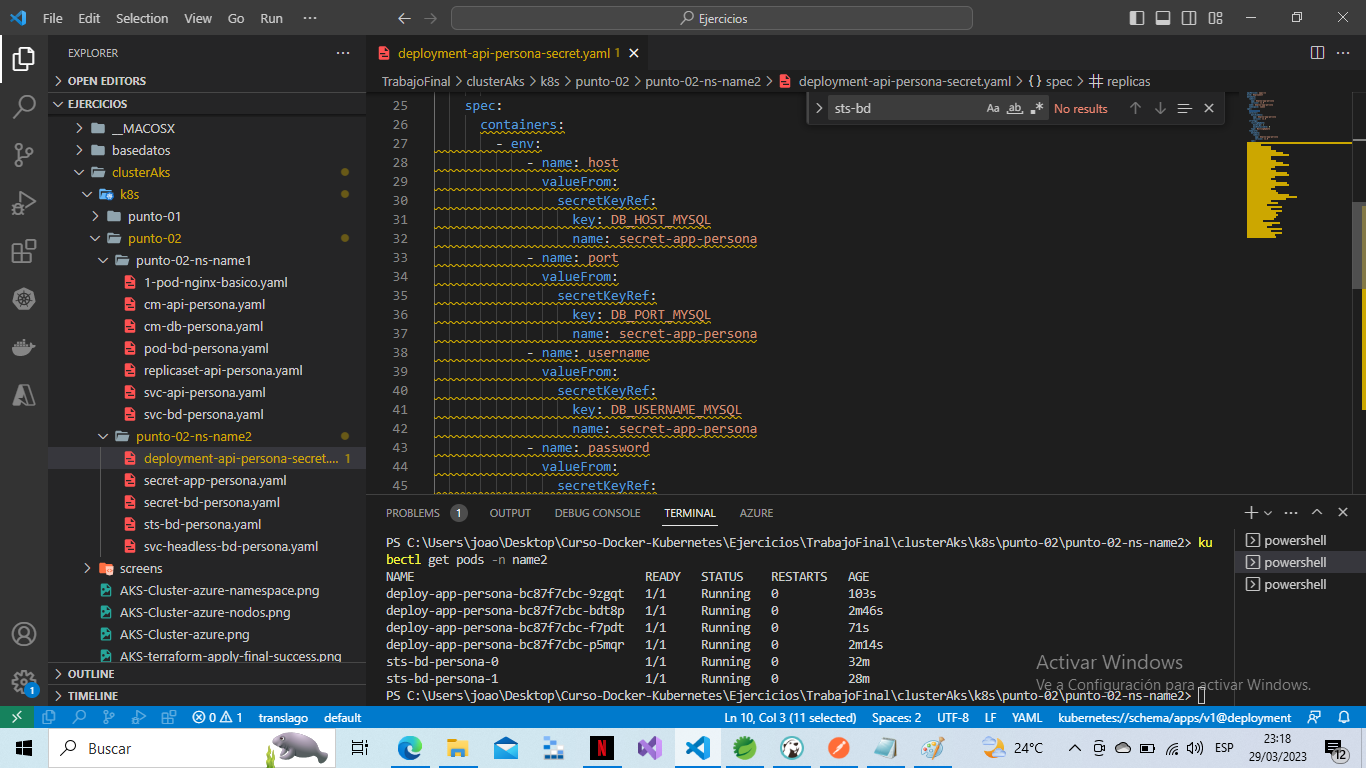 File Edit Selection View Go Run ··· Ejercicios
EXPLORER ···
OPEN EDITORS
EJERCICIOS
__MACOSX
basedatos
clusterAks
k8s
punto-01
punto-02
punto-02-ns-name1
1-pod-nginx-basico.yaml
cm-api-persona.yaml
cm-db-persona.yaml
pod-bd-persona.yaml
replicaset-api-persona.yaml
svc-api-persona.yaml
svc-bd-persona.yaml
punto-02-ns-name2
deployment-api-persona-secret.... 1
secret-app-persona.yaml
secret-bd-persona.yaml
sts-bd-persona.yaml
svc-headless-bd-persona.yaml
screens
AKS-Cluster-azure-namespace.png
AKS-Cluster-azure-nodos.png
AKS-Cluster-azure.png
AKS-terraform-apply-final-success.png
OUTLINE
TIMELINE
1
deployment-api-persona-secret.yaml 1
TrabajoFinal > clusterAks > k8s > punto-02 > punto-02-ns-name2 > deployment-api-persona-secret.yaml > {} spec > replicas
sts-bd Aa ab .* No results
25 spec:
26 containers:
27 - env:
28 - name: host
29 valueFrom:
30 secretKeyRef:
31 key: DB_HOST_MYSQL
32 name: secret-app-persona
33 - name: port
34 valueFrom:
35 secretKeyRef:
36 key: DB_PORT_MYSQL
37 name: secret-app-persona
38 - name: username
39 valueFrom:
40 secretKeyRef:
41 key: DB_USERNAME_MYSQL
42 name: secret-app-persona
43 - name: password
44 valueFrom:
45 secretKeyRef:
PROBLEMS 1 OUTPUT DEBUG CONSOLE TERMINAL AZURE
PS C:\Users\joao\Desktop\Curso-Docker-Kubernetes\Ejercicios\TrabajoFinal\clusterAks\k8s\punto-02\punto-02-ns-name2> ku
bectl get pods -n name2
NAME READY STATUS RESTARTS AGE
deploy-app-persona-bc87f7cbc-9zgqt 1/1 Running 0 103s
deploy-app-persona-bc87f7cbc-bdt8p 1/1 Running 0 2m46s
deploy-app-persona-bc87f7cbc-f7pdt 1/1 Running 0 71s
deploy-app-persona-bc87f7cbc-p5mqr 1/1 Running 0 2m14s
sts-bd-persona-0 1/1 Running 0 32m
sts-bd-persona-1 1/1 Running 0 28m
PS C:\Users\joao\Desktop\Curso-Docker-Kubernetes\Ejercicios\TrabajoFinal\clusterAks\k8s\punto-02\punto-02-ns-name2>
powershell
powershell
powershell
Activar Windows
Ve a Configuración para activar Windows.
0 1 translago default Ln 10, Col 3 (11 selected) Spaces: 2 UTF-8 LF YAML kubernetes://schema/apps/v1@deployment
Buscar 24°C ESP 23:18
29/03/2023 12